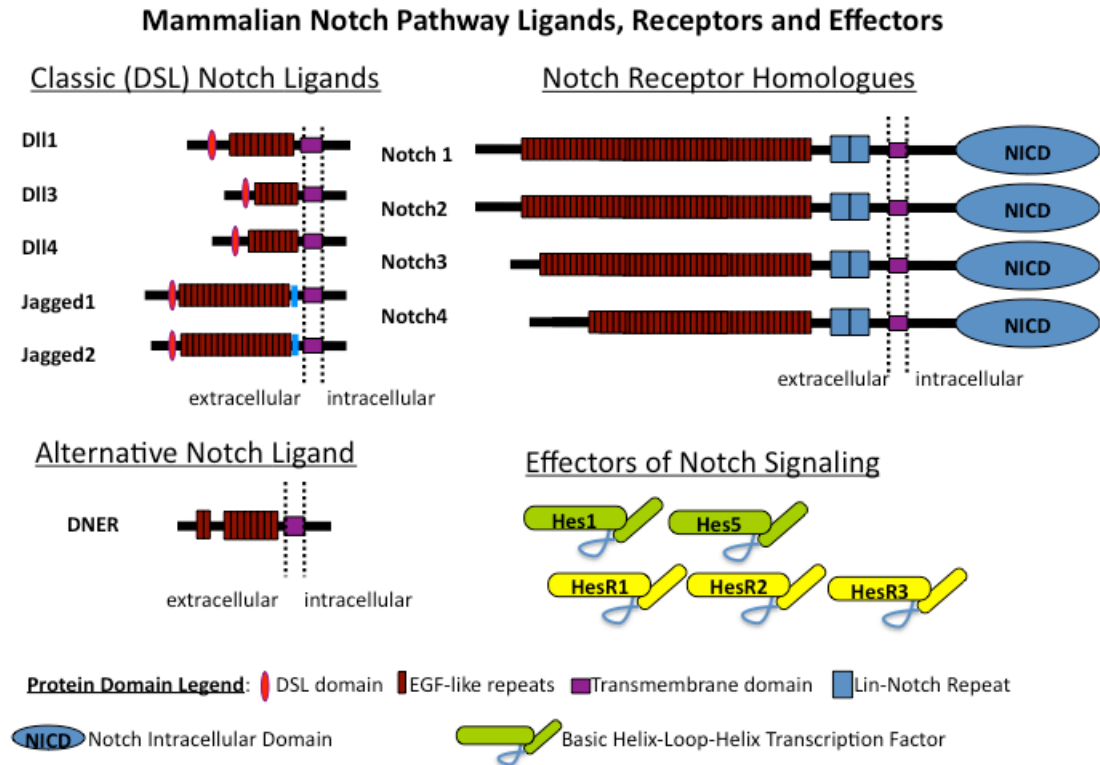 Mammalian Notch Pathway Ligands, Receptors and Effectors
Classic (DSL) Notch Ligands
Dll1
Dll3
Dll4
Jagged1
Jagged2
extracellular intracellular
Notch Receptor Homologues
Notch 1 NICD
Notch2 NICD
Notch3 NICD
Notch4 NICD
extracellular intracellular
Alternative Notch Ligand
DNER
extracellular intracellular
Effectors of Notch Signaling
Hes1 Hes5
HesR1 HesR2 HesR3
Protein Domain Legend: DSL domain EGF-like repeats Transmembrane domain Lin-Notch Repeat
NICD Notch Intracellular Domain Basic Helix-Loop-Helix Transcription Factor